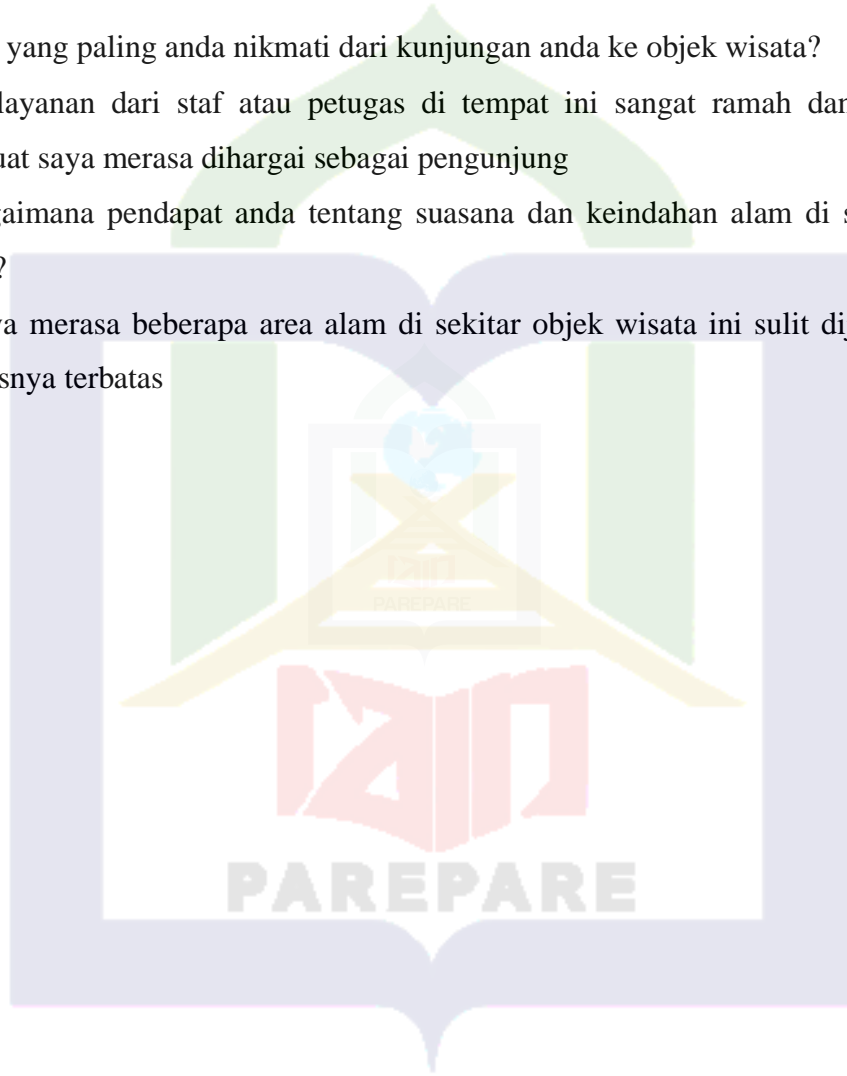 yang paling anda nikmati dari kunjungan anda ke objek wisata?
layanan dari staf atau petugas di tempat ini sangat ramah dan
uat saya merasa dihargai sebagai pengunjung
gaimana pendapat anda tentang suasana dan keindahan alam di s
?
ya merasa beberapa area alam di sekitar objek wisata ini sulit dij
snya terbatas
IAIN
PAREPARE
IAIN
PAREPARE